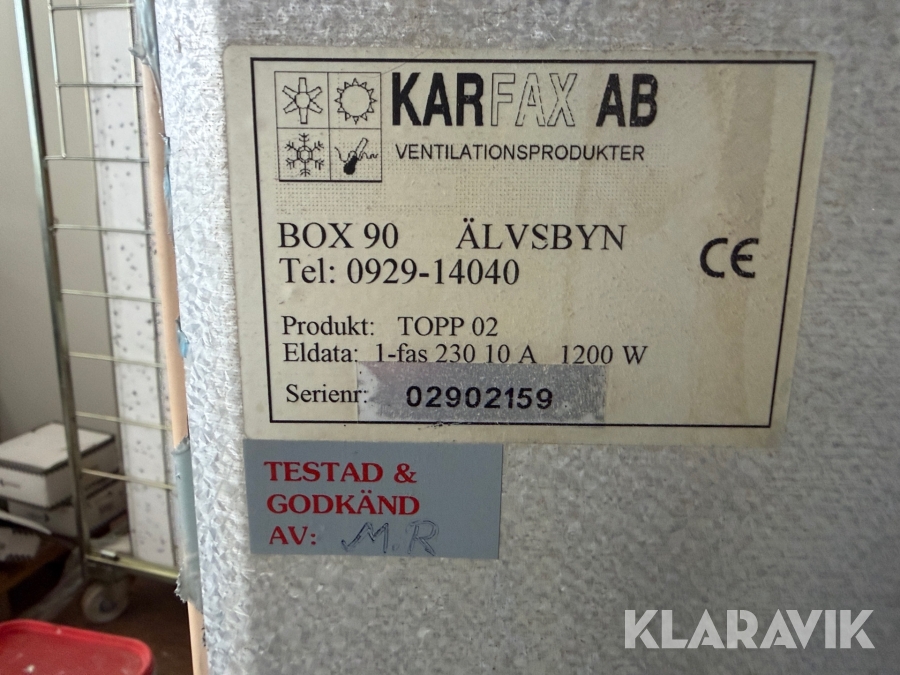 KARFAX AB
VENTILATIONSPRODUKTER
BOX 90 ÄLVSBYN
Tel: 0929-14040
CE
Produkt: TOPP 02
Eldata: 1-fas 230 10 A 1200 W
Serienr: 02902159
TESTAD &
GODKÄND
AV: M.R
KLARAVIK